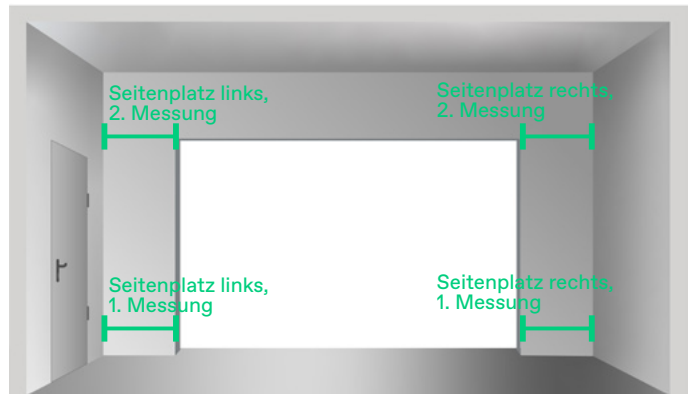 Seitenplatz links,
2. Messung
Seitenplatz rechts,
2. Messung
Seitenplatz links,
1. Messung
Seitenplatz rechts,
1. Messung